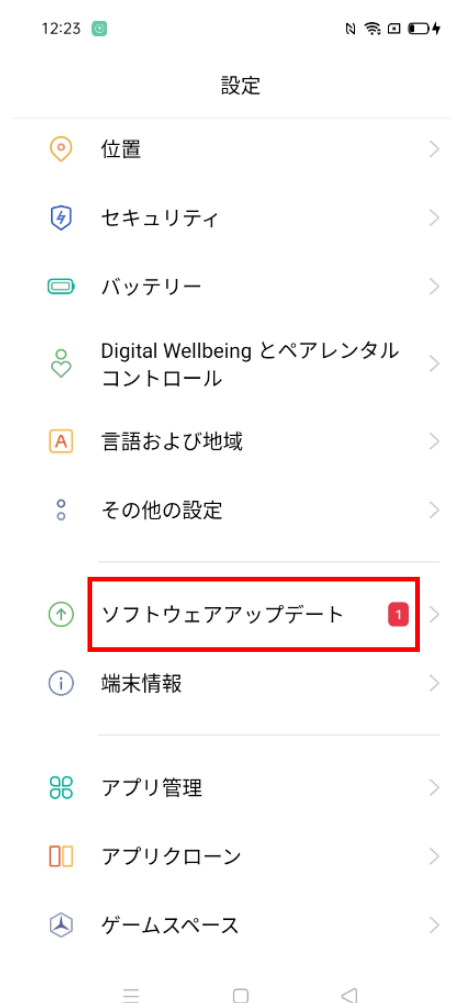 12:23
設定
位置
セキュリティ
バッテリー
Digital Wellbeing とペアレンタル
コントロール
A 言語および地域
その他の設定
ソフトウェアアップデート 1
端末情報
アプリ管理
アプリクローン
ゲームスペース